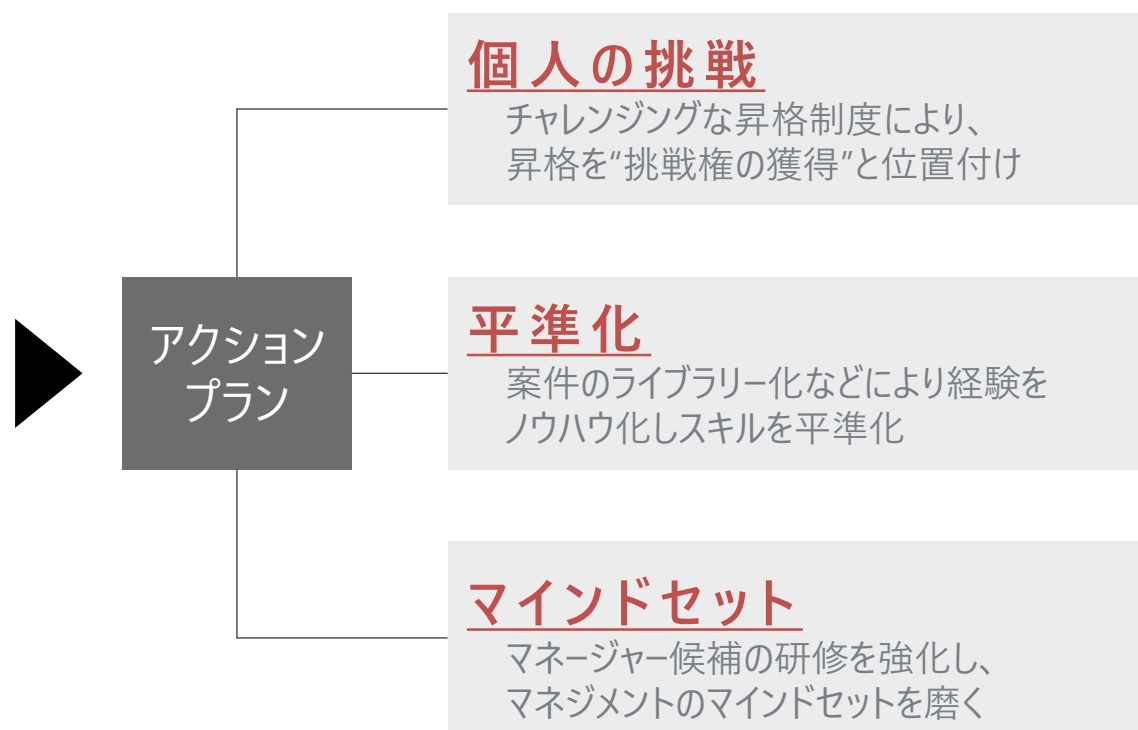 個人の挑戦
チャレンジングな昇格制度により、
昇格を“挑戦権の獲得”と位置付け
アクション
プラン
平準化
案件のライブラリー化などにより経験を
ノウハウ化しスキルを平準化
マインドセット
マネージャー候補の研修を強化し、
マネジメントのマインドセットを磨く